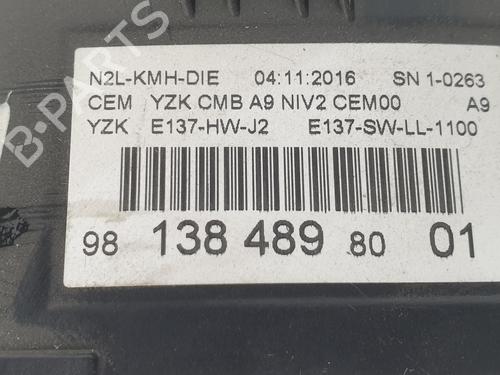 N2L-KMH-DIE 04:11:2016 SN 1-0263
CEM YZK CMB A9 NIV2 CEM00 A9
YZK E137-HW-J2 E137-SW-LL-1100
98 138 489 80 01
B-PARTS